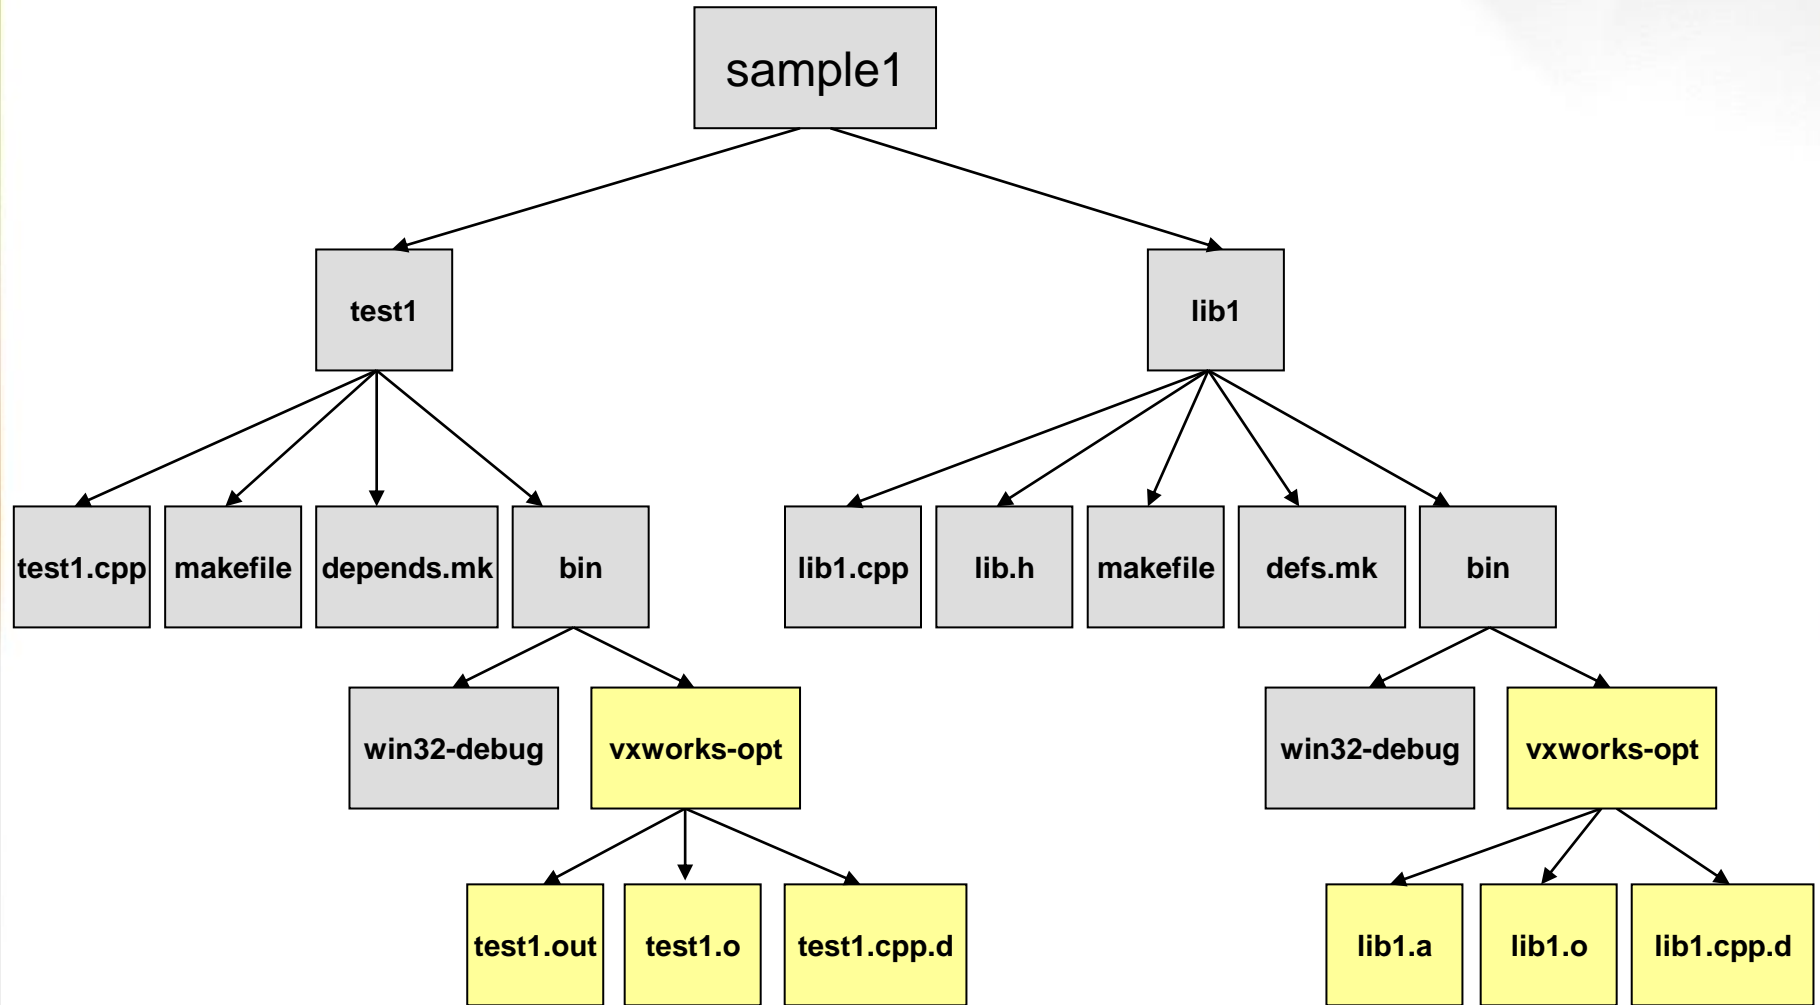 sample1
test1
lib1
test1.cpp
makefile
depends.mk
bin
lib1.cpp
lib.h
makefile
defs.mk
bin
win32-debug
vxworks-opt
win32-debug
vxworks-opt
test1.out
test1.o
test1.cpp.d
lib1.a
lib1.o
lib1.cpp.d